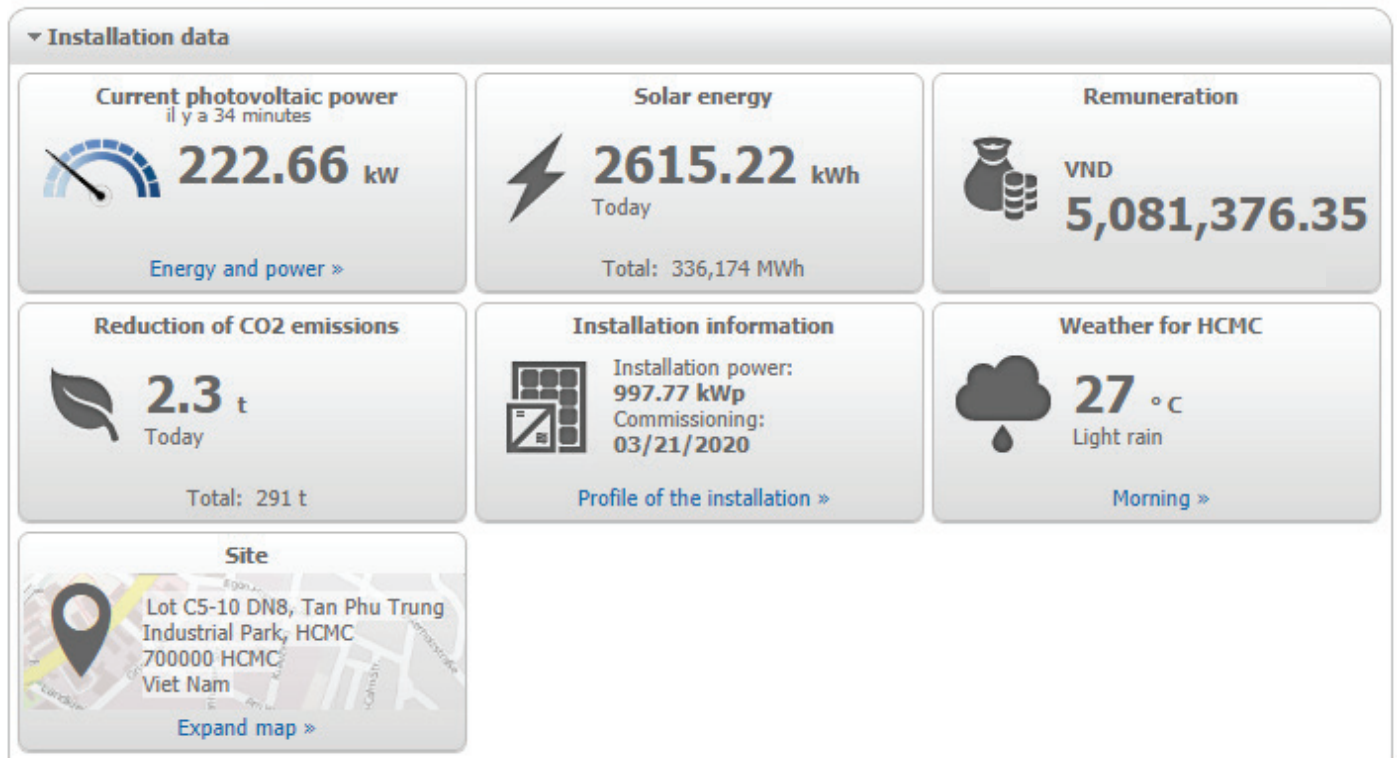 Installation data
Current photovoltaic power
il y a 34 minutes
222.66 kW
Energy and power »
Solar energy
2615.22 kWh
Today
Total: 336,174 MWh
Remuneration
VND
5,081,376.35
Reduction of CO2 emissions
2.3 t
Today
Total: 291 t
Installation information
Installation power:
997.77 kWp
Commissioning:
03/21/2020
Profile of the installation »
Weather for HCMC
27 ° C
Light rain
Morning »
Site
Lot C5-10 DN8, Tan Phu Trung
Industrial Park, HCMC
700000 HCMC
Viet Nam
Expand map »